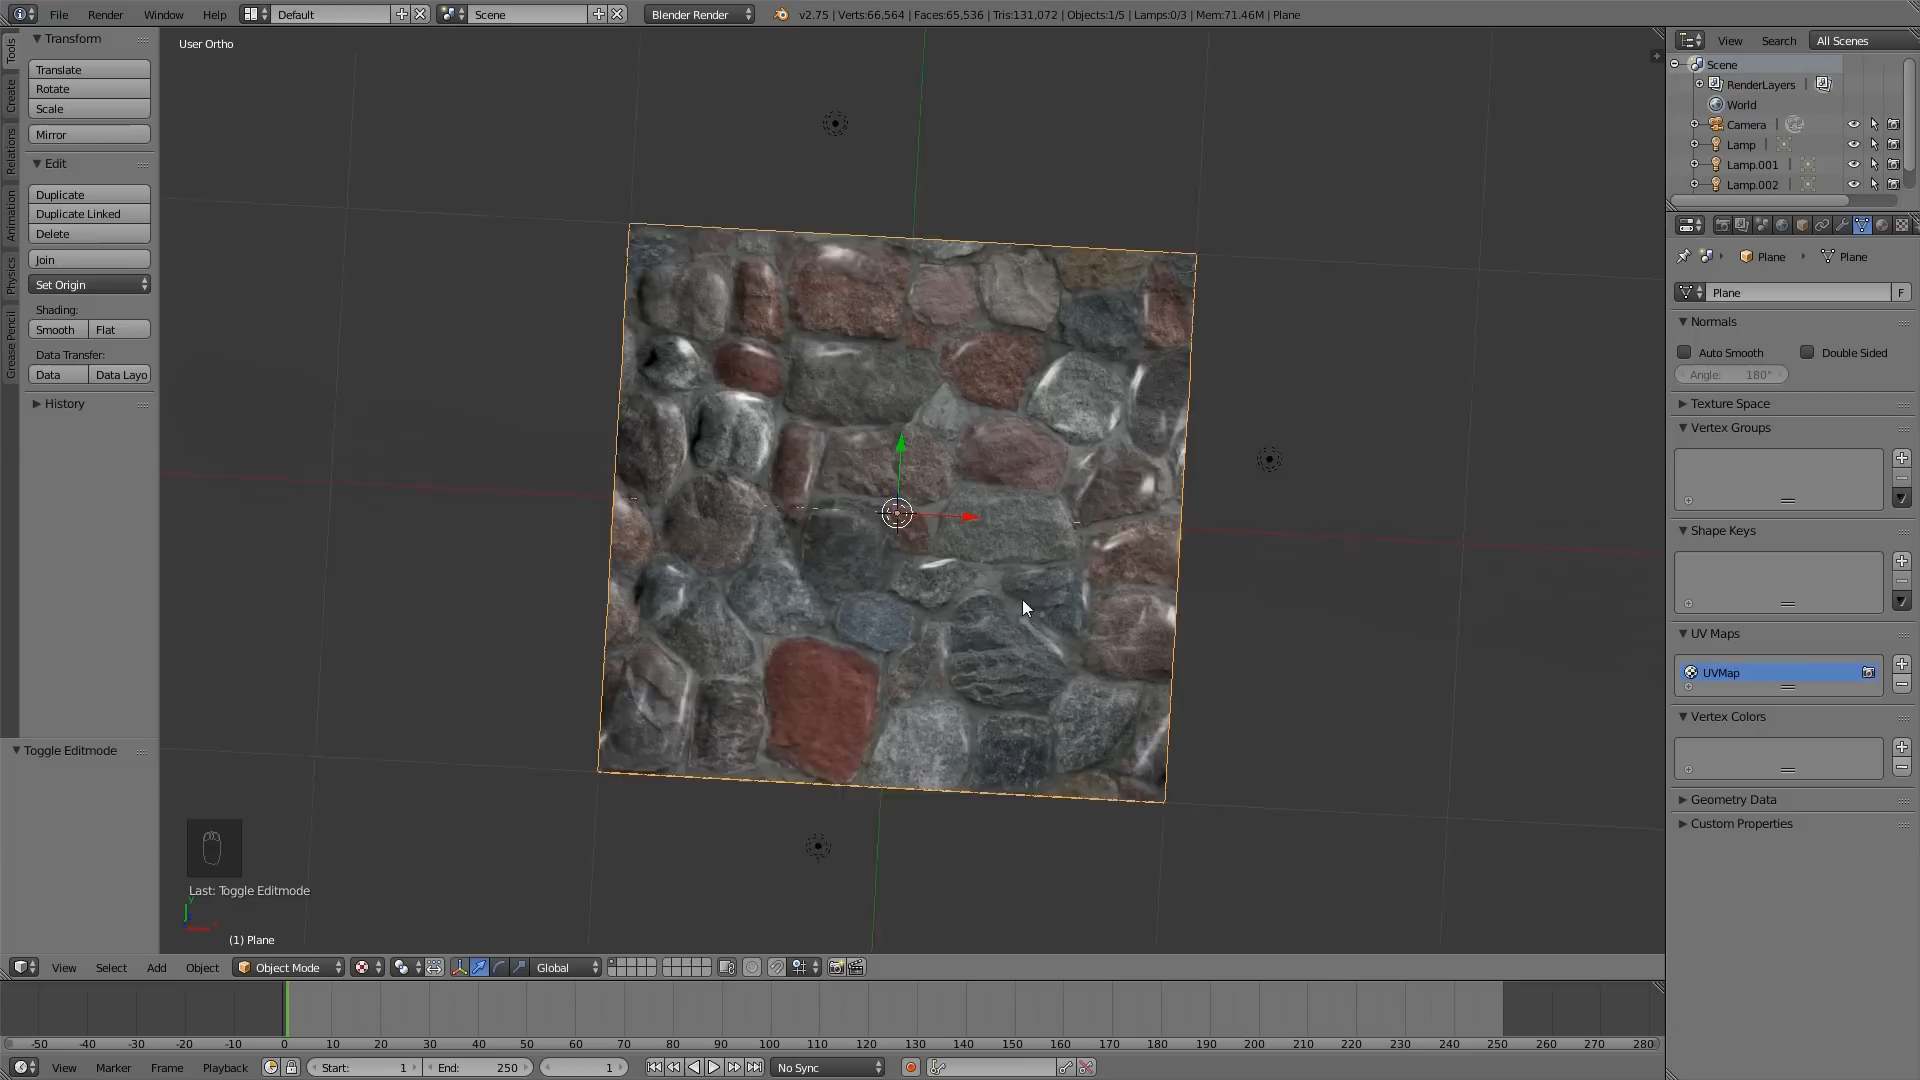 File Render Window Help Default Scene Blender Render v2.75 | Verts:66,564 | Faces:65,536 | Tris:131,072 | Objects:1/5 | Lamps:0/3 | Mem:71.46M | Plane
Tools
Create
Relations
Animation
Physics
Grease Pencil
Transform
Translate
Rotate
Scale
Mirror
Edit
Duplicate
Duplicate Linked
Delete
Join
Set Origin
Shading:
Smooth Flat
Data Transfer:
Data Data Layo
History
Toggle Editmode
User Ortho
Last: Toggle Editmode
(1) Plane
View Search All Scenes
Scene
RenderLayers
World
Camera
Lamp
Lamp.001
Lamp.002
Plane Plane
Plane F
Normals
Auto Smooth Double Sided
Angle: 180°
Texture Space
Vertex Groups
Shape Keys
UV Maps
UVMap
Vertex Colors
Geometry Data
Custom Properties
View Select Add Object Object Mode Global
-50 -40 -30 -20 -10 0 10 20 30 40 50 60 70 80 90 100 110 120 130 140 150 160 170 180 190 200 210 220 230 240 250 260 270 280
View Marker Frame Playback Start: 1 End: 250 1 No Sync